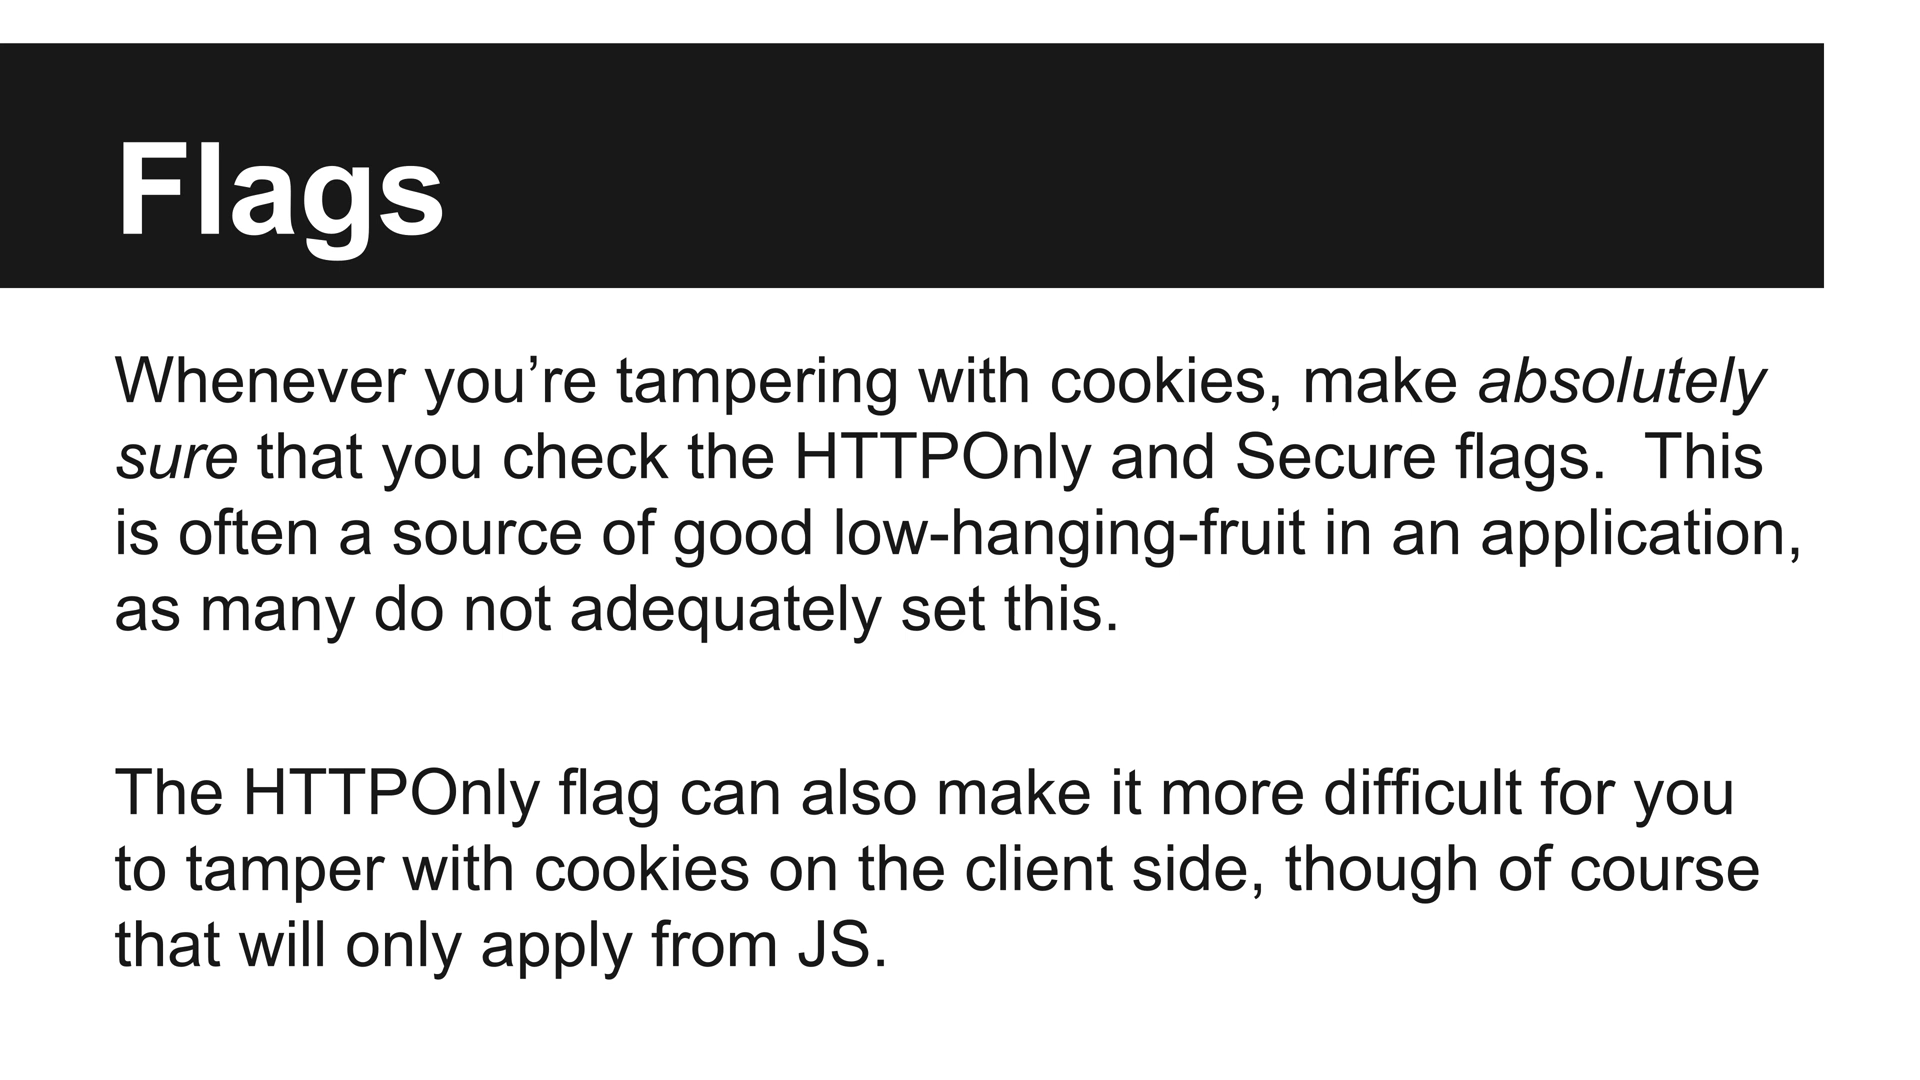 Flags
Whenever you’re tampering with cookies, make absolutely
sure that you check the HTTPOnly and Secure flags.  This
is often a source of good low-hanging-fruit in an application,
as many do not adequately set this.
The HTTPOnly flag can also make it more difficult for you
to tamper with cookies on the client side, though of course
that will only apply from JS.